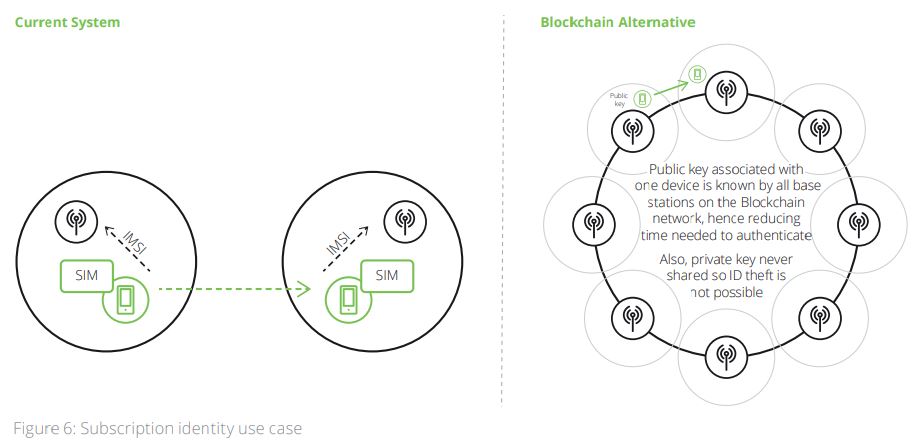 Current System
IMSI
SIM
IMSI
SIM
Blockchain Alternative
Public
key
Public key associated with
one device is known by all base
stations on the Blockchain
network, hence reducing
time needed to authenticate
Also, private key never
shared so ID theft is
not possible
Figure 6: Subscription identity use case